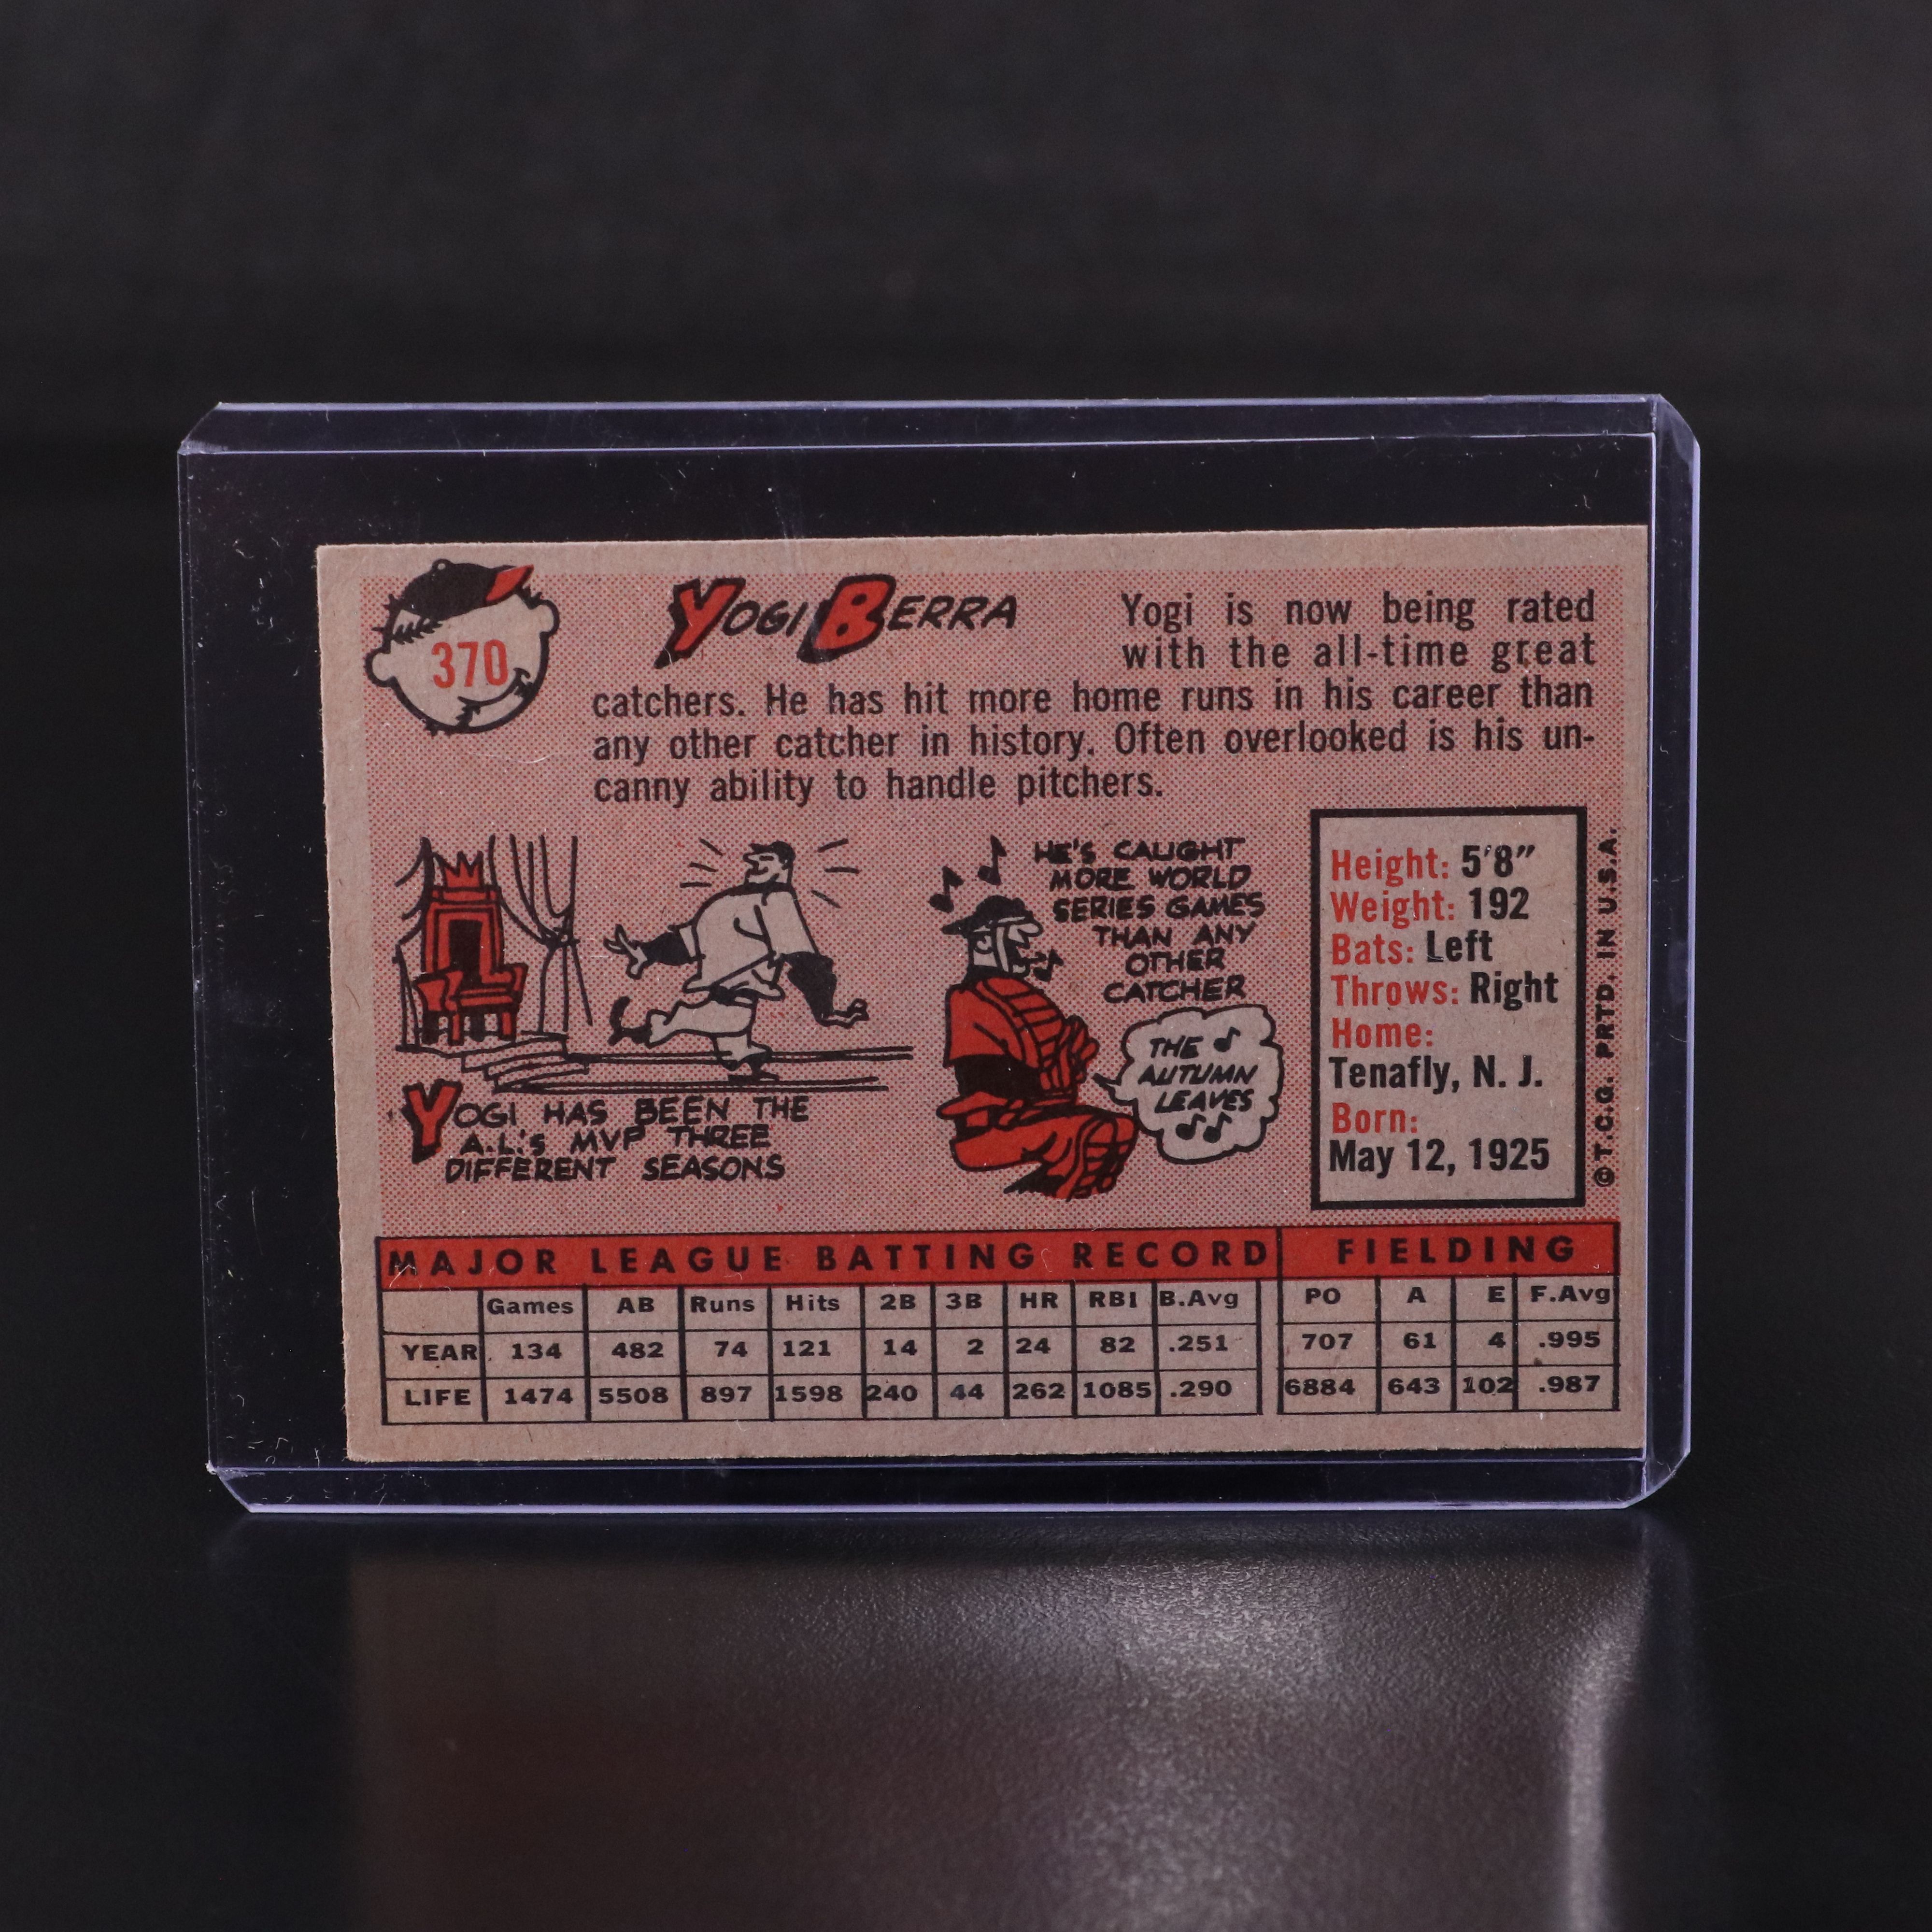 370
YOGI BERRA
Yogi is now being rated
with the all-time great
catchers. He has hit more home runs in his career than
any other catcher in history. Often overlooked is his un-
canny ability to handle pitchers.
YOGI HAS BEEN THE
A.L.'s MVP THREE
DIFFERENT SEASONS
HE'S CAUGHT
MORE WORLD
SERIES GAMES
THAN ANY
OTHER
CATCHER
THE
AUTUMN
LEAVES
Height: 5'8"
Weight: 192
Bats: Left
Throws: Right
Home:
Tenafly, N. J.
Born:
May 12, 1925
©T.C.G. PRTD. IN U.S.A.
MAJOR LEAGUE BATTING RECORD FIELDING
Games AB Runs Hits 2B 3B HR RBI B.Avg PO A E F.Avg
YEAR 134 482 74 121 14 2 24 82 .251 707 61 4 .995
LIFE 1474 5508 897 1598 240 44 262 1085 .290 6884 643 102 .987